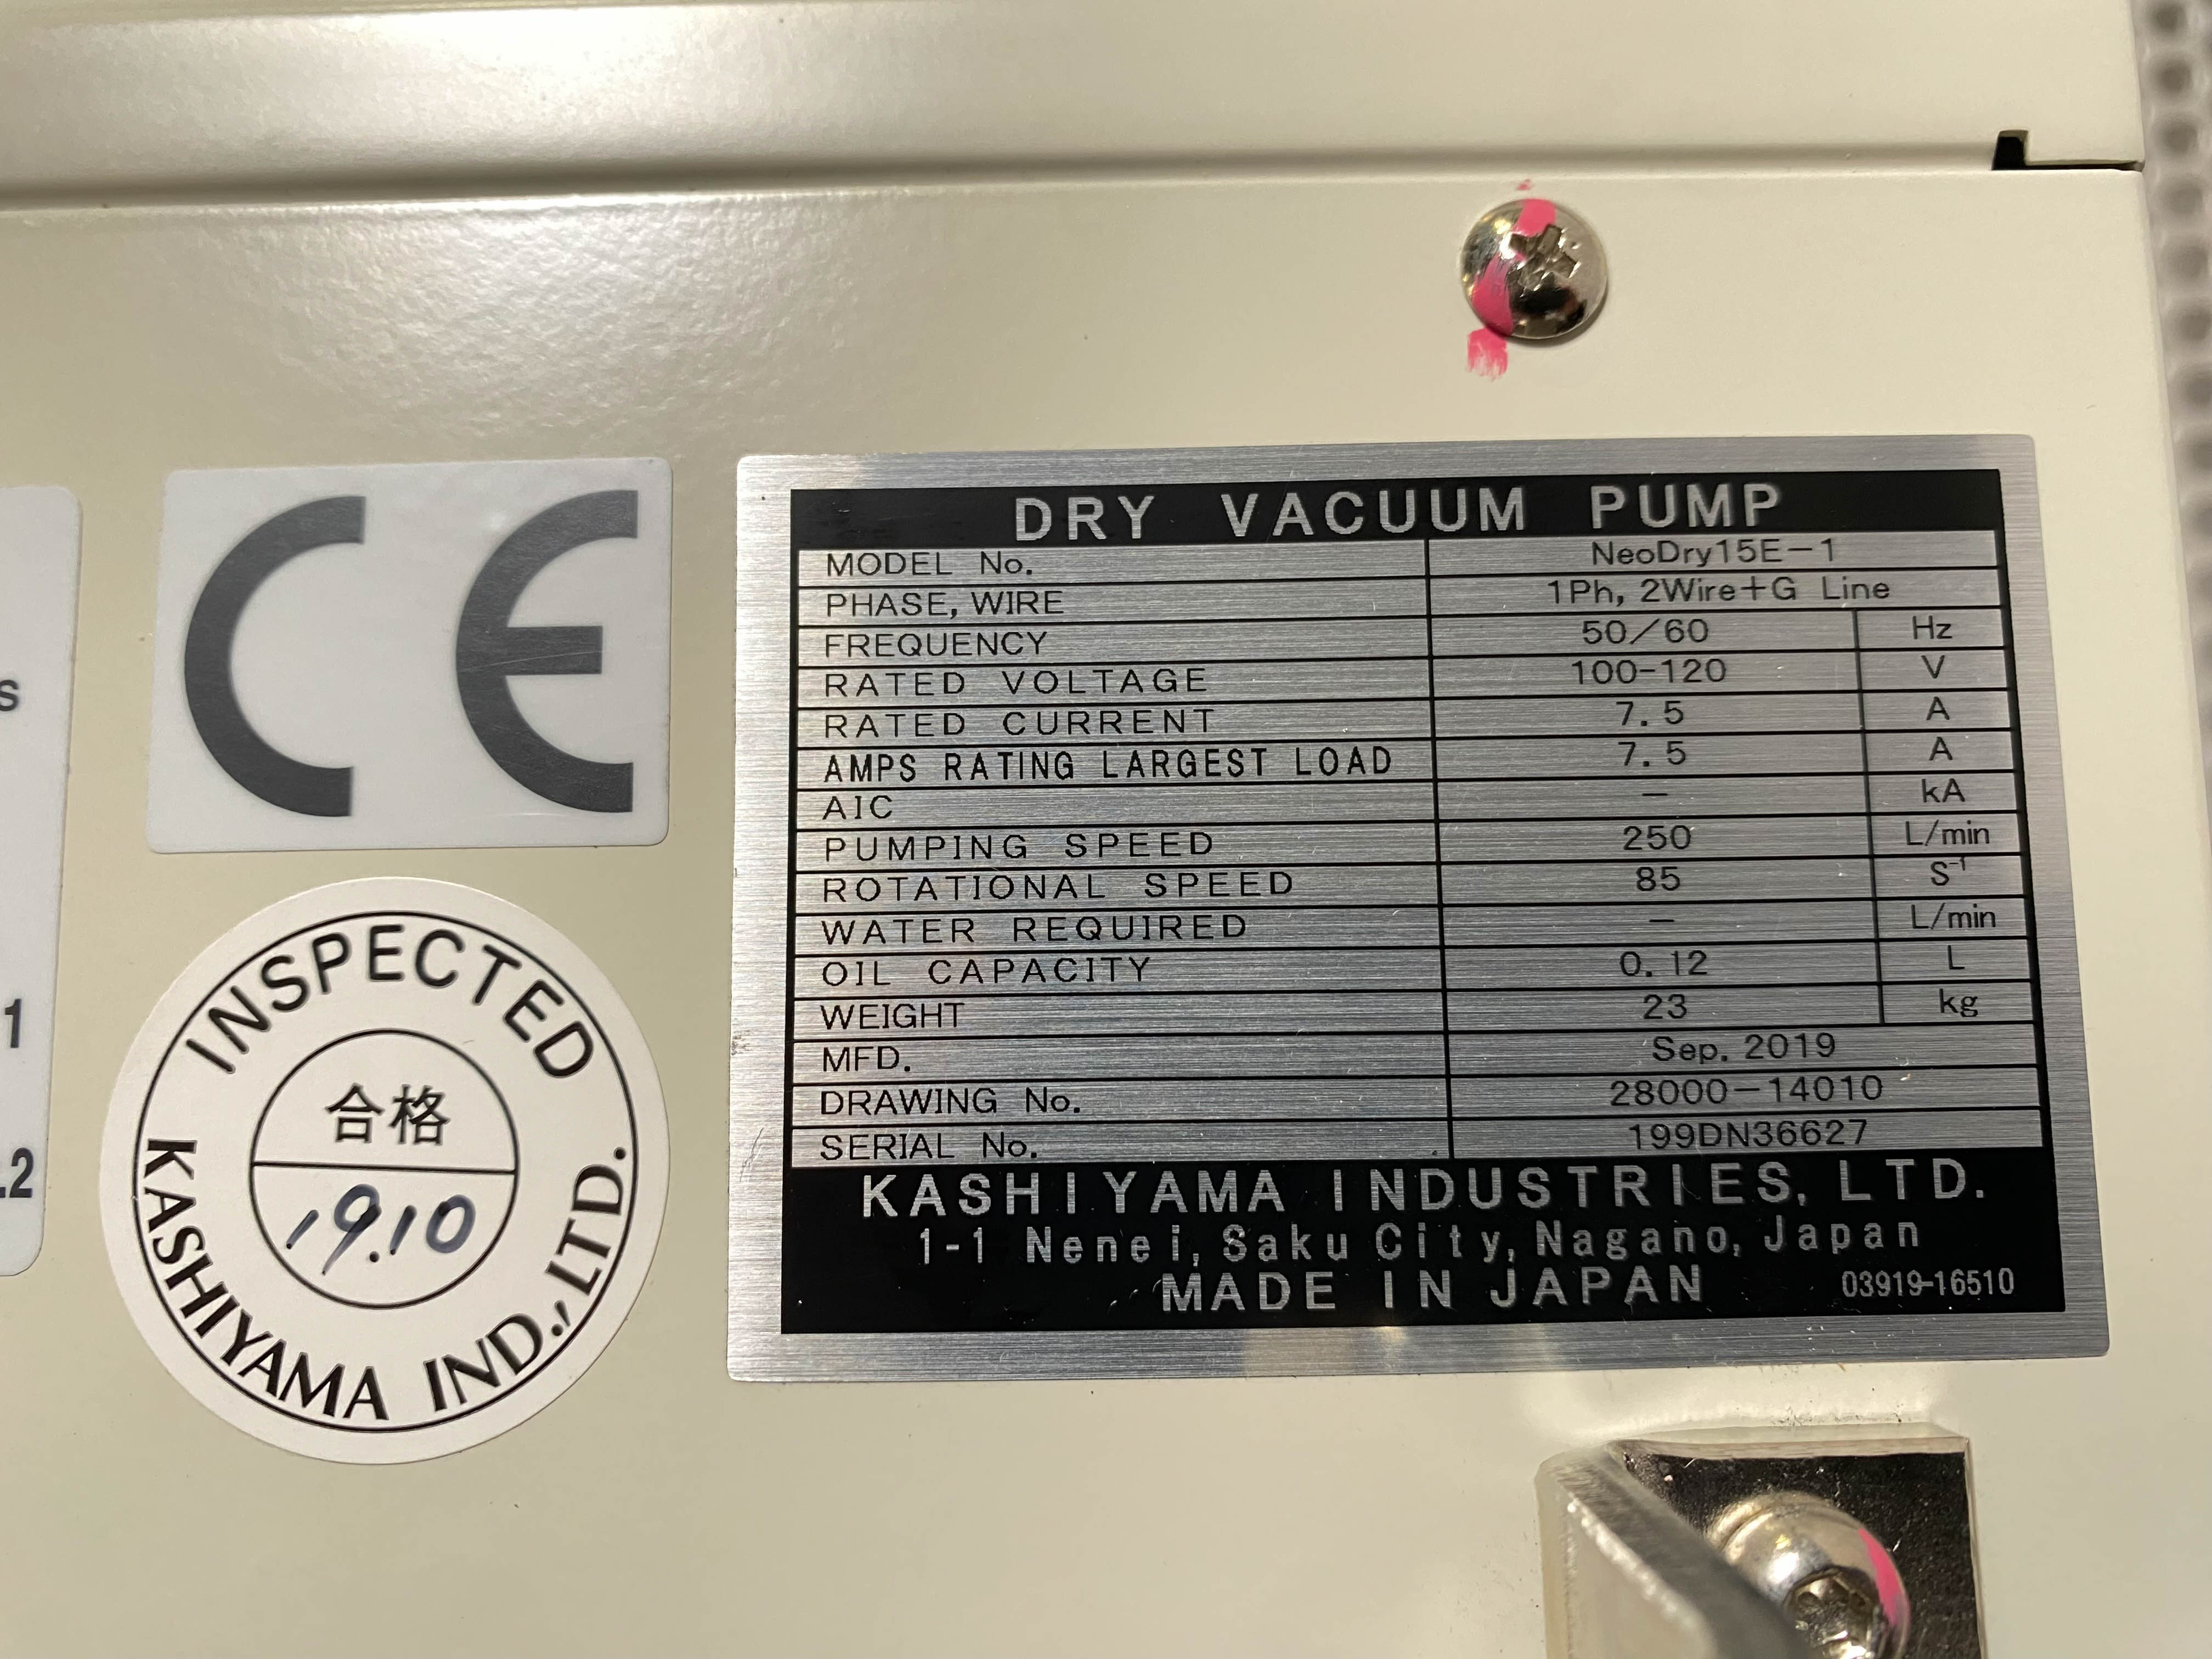 s
1
.2
CE
INSPECTED
合格
19.10
KASHIYAMA IND., LTD.
DRY VACUUM PUMP
MODEL No. NeoDry15E-1
PHASE, WIRE 1Ph, 2Wire+G Line
FREQUENCY 50/60 Hz
RATED VOLTAGE 100-120 V
RATED CURRENT 7.5 A
AMPS RATING LARGEST LOAD 7.5 A
AIC — kA
PUMPING SPEED 250 L/min
ROTATIONAL SPEED 85 S⁻¹
WATER REQUIRED — L/min
OIL CAPACITY 0.12 L
WEIGHT 23 kg
MFD. Sep. 2019
DRAWING No. 28000-14010
SERIAL No. 199DN36627
KASHIYAMA INDUSTRIES, LTD.
1-1 Nenei, Saku City, Nagano, Japan
MADE IN JAPAN 03919-16510